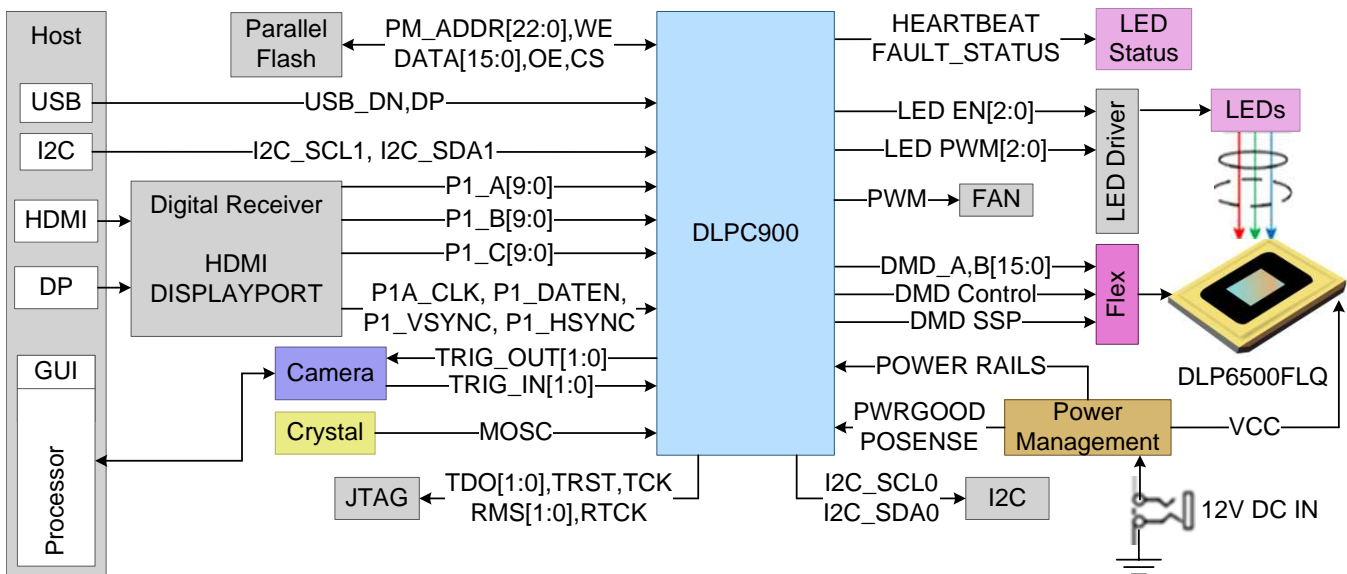 Host
USB
I2C
HDMI
DP
GUI
Processor
Parallel
Flash
PM_ADDR[22:0],WE
DATA[15:0],OE,CS
USB_DN,DP
I2C_SCL1, I2C_SDA1
Digital Receiver
HDMI
DISPLAYPORT
P1_A[9:0]
P1_B[9:0]
P1_C[9:0]
P1A_CLK, P1_DATEN,
P1_VSYNC, P1_HSYNC
Camera
TRIG_OUT[1:0]
TRIG_IN[1:0]
Crystal
MOSC
JTAG
TDO[1:0],TRST,TCK
RMS[1:0],RTCK
DLPC900
HEARTBEAT
FAULT_STATUS
LED
Status
LED EN[2:0]
LED PWM[2:0]
LED Driver
LEDs
PWM
FAN
DMD_A,B[15:0]
DMD Control
DMD SSP
Flex
DLP6500FLQ
POWER RAILS
PWRGOOD
POSENSE
Power
Management
VCC
I2C_SCL0
I2C_SDA0
I2C
12V DC IN